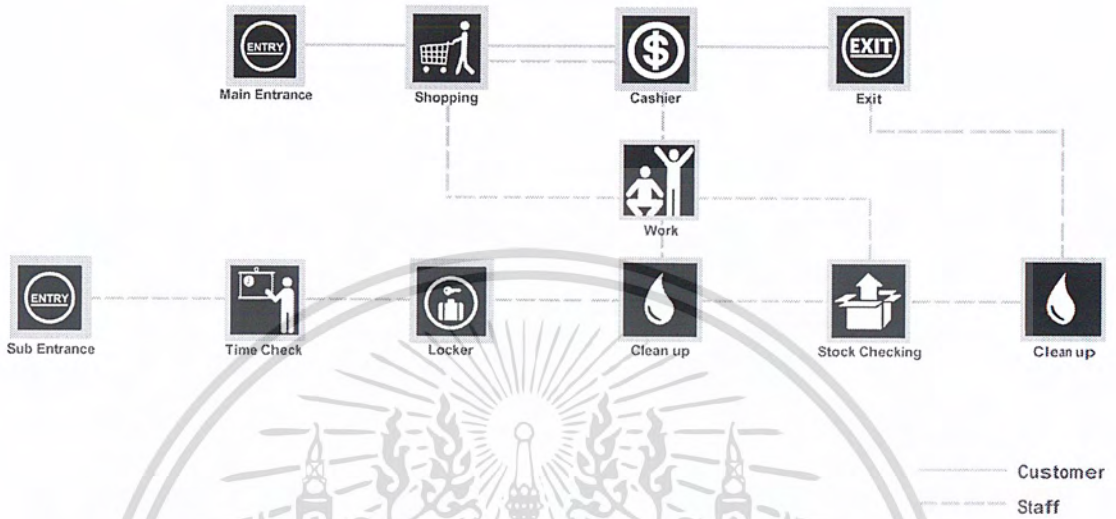 ENTRY
$
EXIT
Main Entrance
Shopping
Cashier
Exit
Work
ENTRY
Sub Entrance
Time Check
Locker
Clean up
Stock Checking
Clean up
Customer
Staff